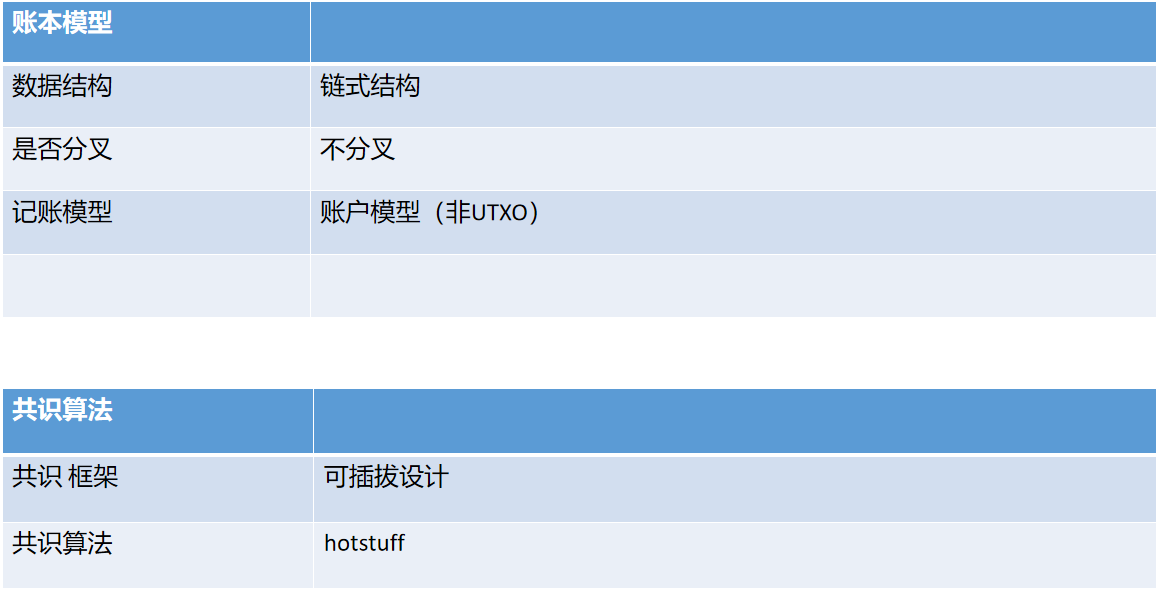 账本模型
数据结构 链式结构
是否分叉 不分叉
记账模型 账户模型（非UTXO）
共识算法
共识 框架 可插拔设计
共识算法 hotstuff